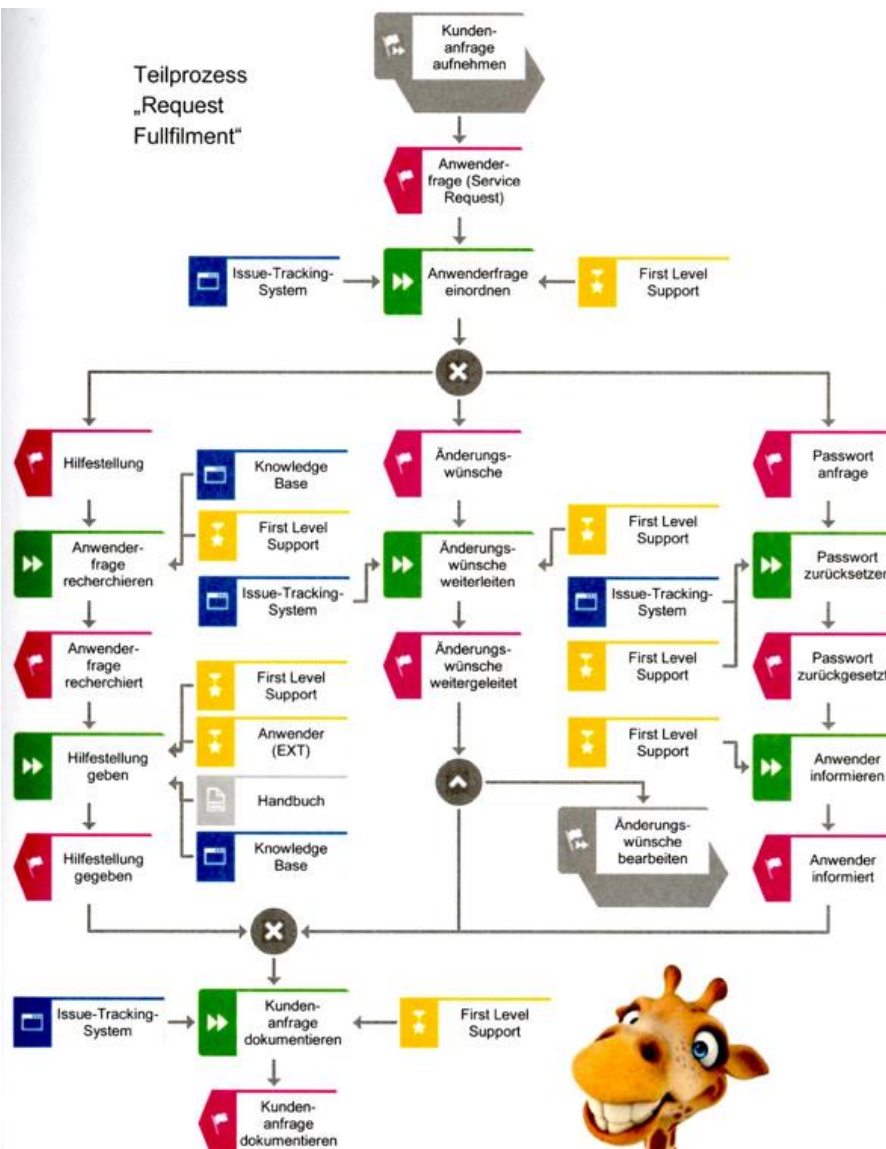 Teilprozess
„Request
Fullfilment“
Kunden-
anfrage
aufnehmen
Anwender-
frage (Service
Request)
Issue-Tracking-
System
Anwenderfrage
einordnen
First Level
Support
Hilfestellung
Knowledge
Base
Änderungs-
wünsche
Passwort
anfrage
Anwender-
frage
recherchieren
First Level
Support
Issue-Tracking-
System
Änderungs-
wünsche
weiterleiten
First Level
Support
Issue-Tracking-
System
Passwort
zurücksetzen
Anwender-
frage
recherchiert
Änderungs-
wünsche
weitergeleitet
First Level
Support
Passwort
zurückgesetzt
First Level
Support
Anwender
(EXT)
Hilfestellung
geben
Handbuch
Knowledge
Base
First Level
Support
Anwender
informieren
Hilfestellung
gegeben
Änderungs-
wünsche
bearbeiten
Anwender
informiert
Issue-Tracking-
System
Kunden-
anfrage
dokumentieren
First Level
Support
Kunden-
anfrage
dokumentieren